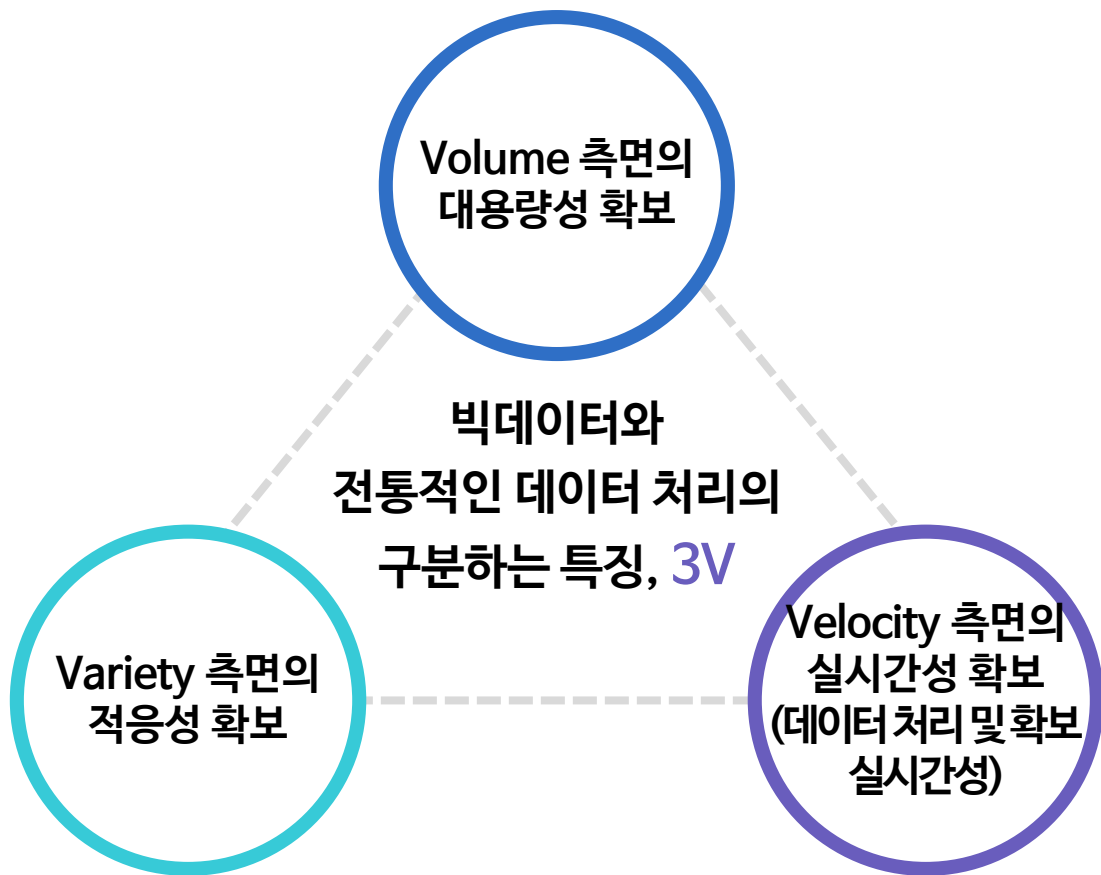 Volume 측면의
대용량성 확보
빅데이터와
전통적인 데이터 처리의
구분하는 특징, 3V
Variety 측면의
적응성 확보
Velocity 측면의
실시간성 확보
(데이터 처리 및 확보
실시간성)